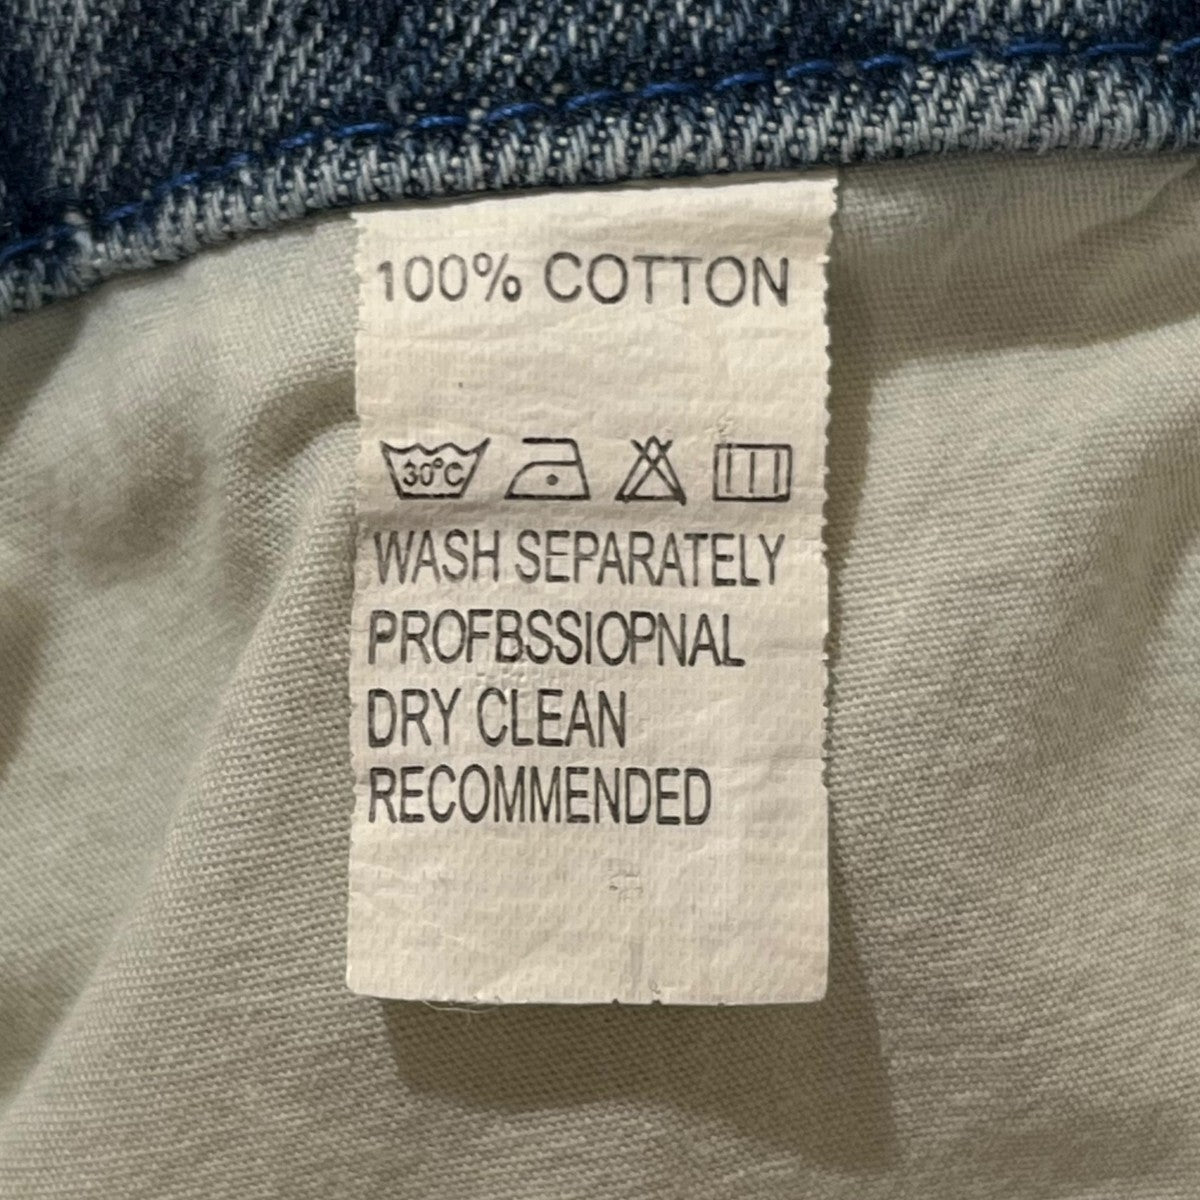 100% COTTON
30°C
WASH SEPARATELY
PROFBSSIOPNAL
DRY CLEAN
RECOMMENDED